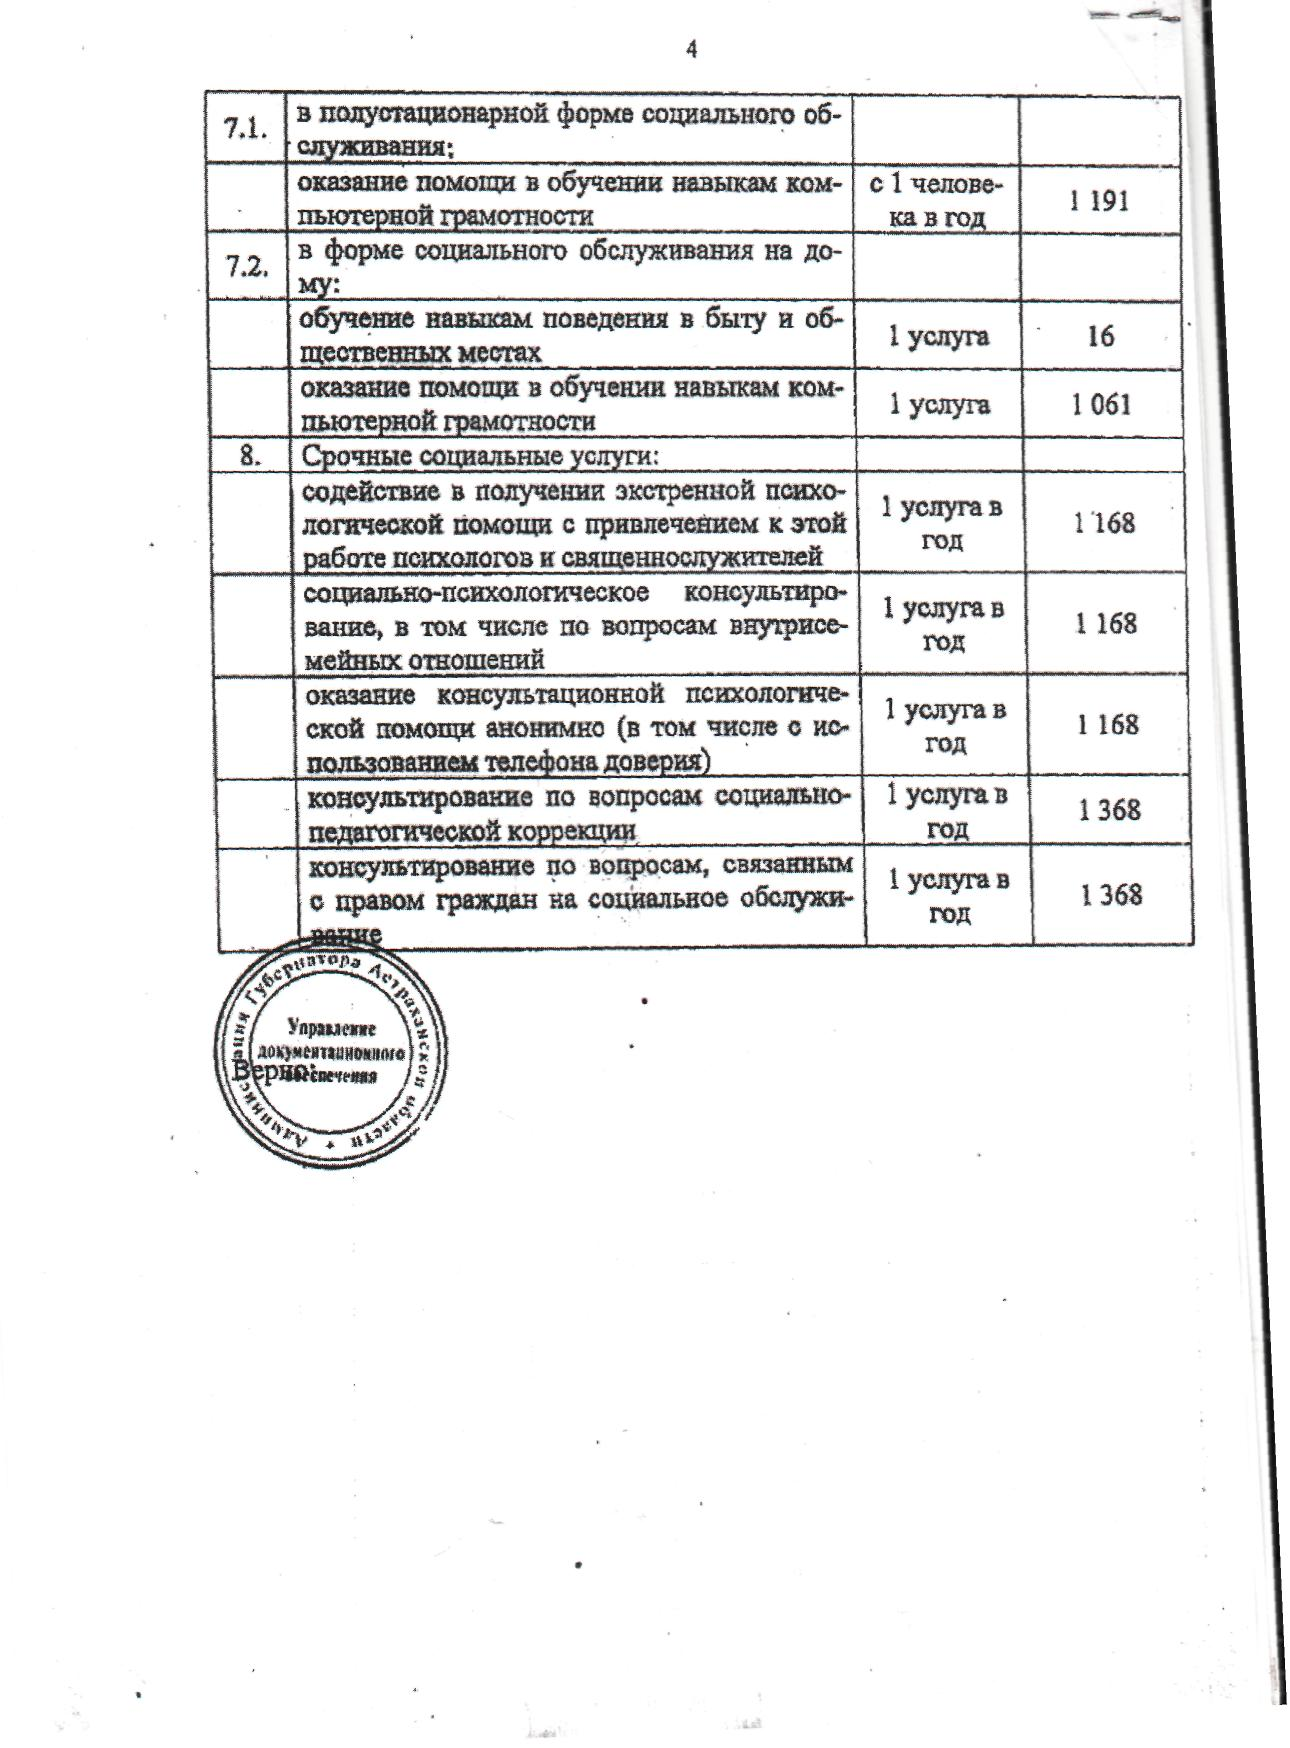 4
7.1.
в полустационарной форме социального об-
служивания:
оказание помощи в обучении навыкам ком-
пьютерной грамотности
с 1 челове-
ка в год
1 191
7.2.
в форме социального обслуживания на до-
му:
обучение навыкам поведения в быту и об-
щественных местах
1 услуга
16
оказание помощи в обучении навыкам ком-
пьютерной грамотности
1 услуга
1 061
8.
Срочные социальные услуги:
содействие в получении экстренной психо-
логической помощи с привлечением к этой
работе психологов и священнослужителей
1 услуга в
год
1 168
социально-психологическое консультиро-
вание, в том числе по вопросам внутрисе-
мейных отношений
1 услуга в
год
1 168
оказание консультационной психологиче-
ской помощи анонимно (в том числе с ис-
пользованием телефона доверия)
1 услуга в
год
1 168
консультирование по вопросам социально-
педагогической коррекции
1 услуга в
год
1 368
консультирование по вопросам, связанным
с правом граждан на социальное обслужи-
вание
1 услуга в
год
1 368
Губернатора Астраханской области
Управление
документационного
Верно: